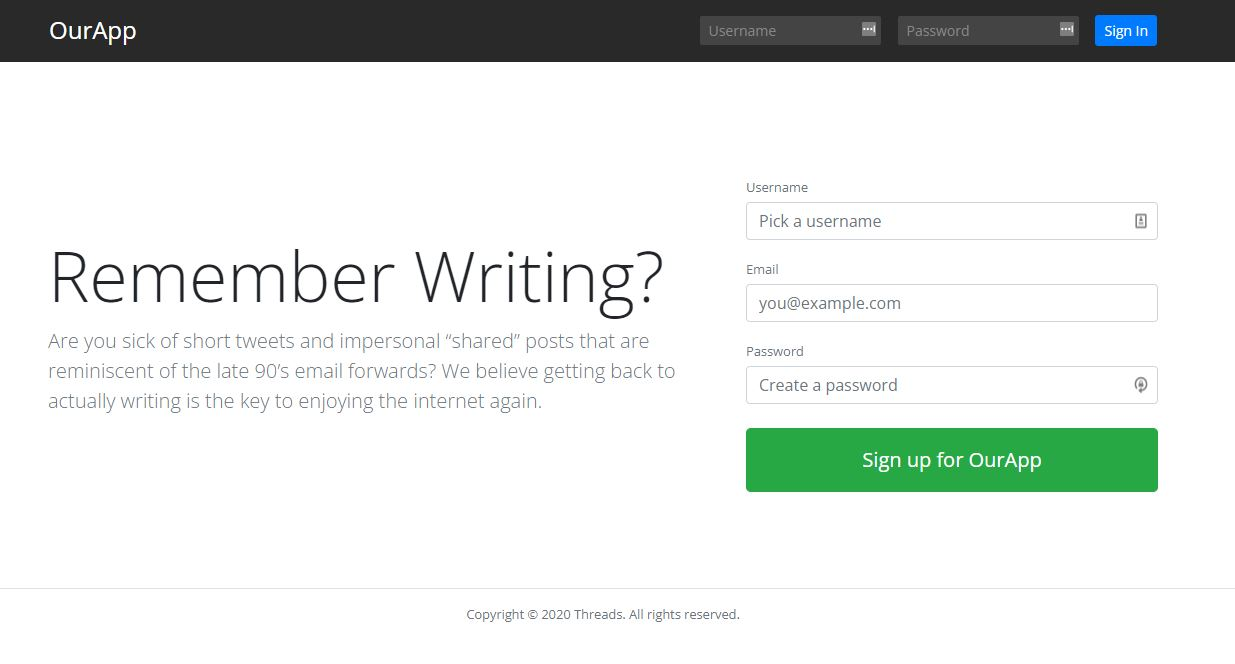 OurApp
Username
Password
Sign In
Remember Writing?
Are you sick of short tweets and impersonal “shared” posts that are
reminiscent of the late 90’s email forwards? We believe getting back to
actually writing is the key to enjoying the internet again.
Username
Pick a username
Email
you@example.com
Password
Create a password
Sign up for OurApp
Copyright © 2020 Threads. All rights reserved.